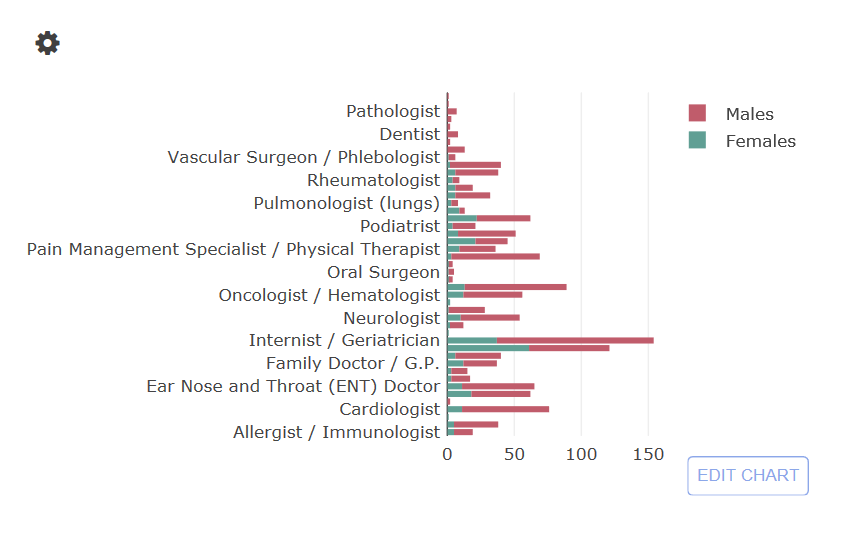 Pathologist
Dentist
Vascular Surgeon / Phlebologist
Rheumatologist
Pulmonologist (lungs)
Podiatrist
Pain Management Specialist / Physical Therapist
Oral Surgeon
Oncologist / Hematologist
Neurologist
Internist / Geriatrician
Family Doctor / G.P.
Ear Nose and Throat (ENT) Doctor
Cardiologist
Allergist / Immunologist
0 50 100 150
Males
Females
EDIT CHART